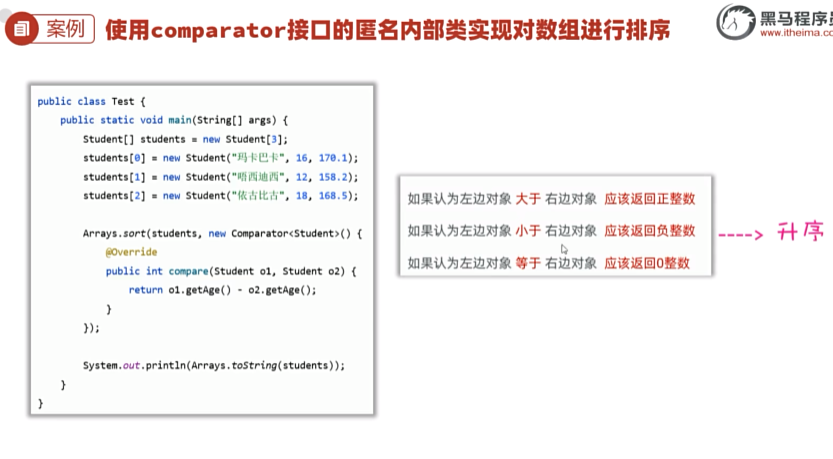 案例
使用comparator接口的匿名内部类实现对数组进行排序
黑马程序员
www.itheima.co
public class Test {
public static void main(String[] args) {
Student[] students = new Student[3];
students[0] = new Student("玛卡巴卡", 16, 170.1);
students[1] = new Student("唔西迪西", 12, 158.2);
students[2] = new Student("依古比古", 18, 168.5);
Arrays.sort(students, new Comparator<Student>() {
@Override
public int compare(Student o1, Student o2) {
return o1.getAge() - o2.getAge();
}
});
System.out.println(Arrays.toString(students));
}
}
如果认为左边对象 大于 右边对象 应该返回正整数
如果认为左边对象 小于 右边对象 应该返回负整数
如果认为左边对象 等于 右边对象 应该返回0整数
----> 升序